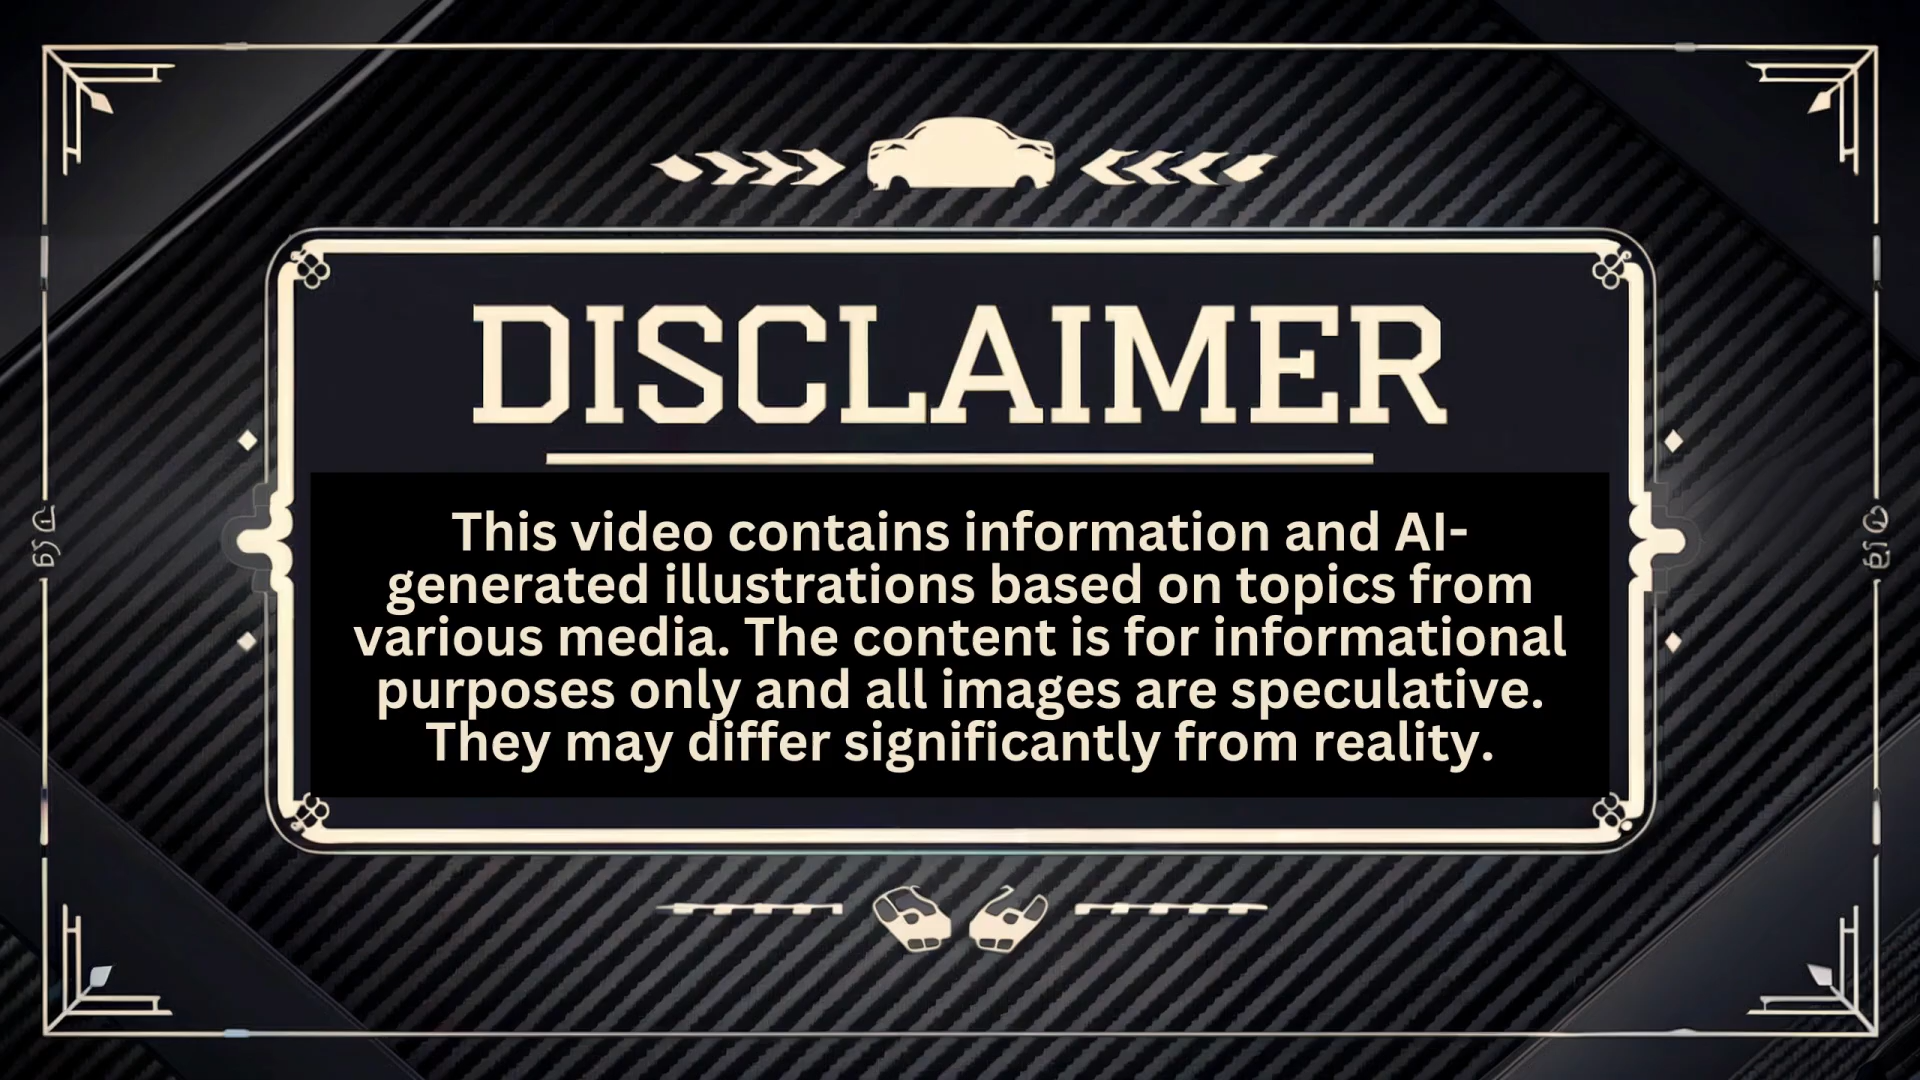 DISCLAIMER
This video contains information and AI-
generated illustrations based on topics from
various media. The content is for informational
purposes only and all images are speculative.
They may differ significantly from reality.